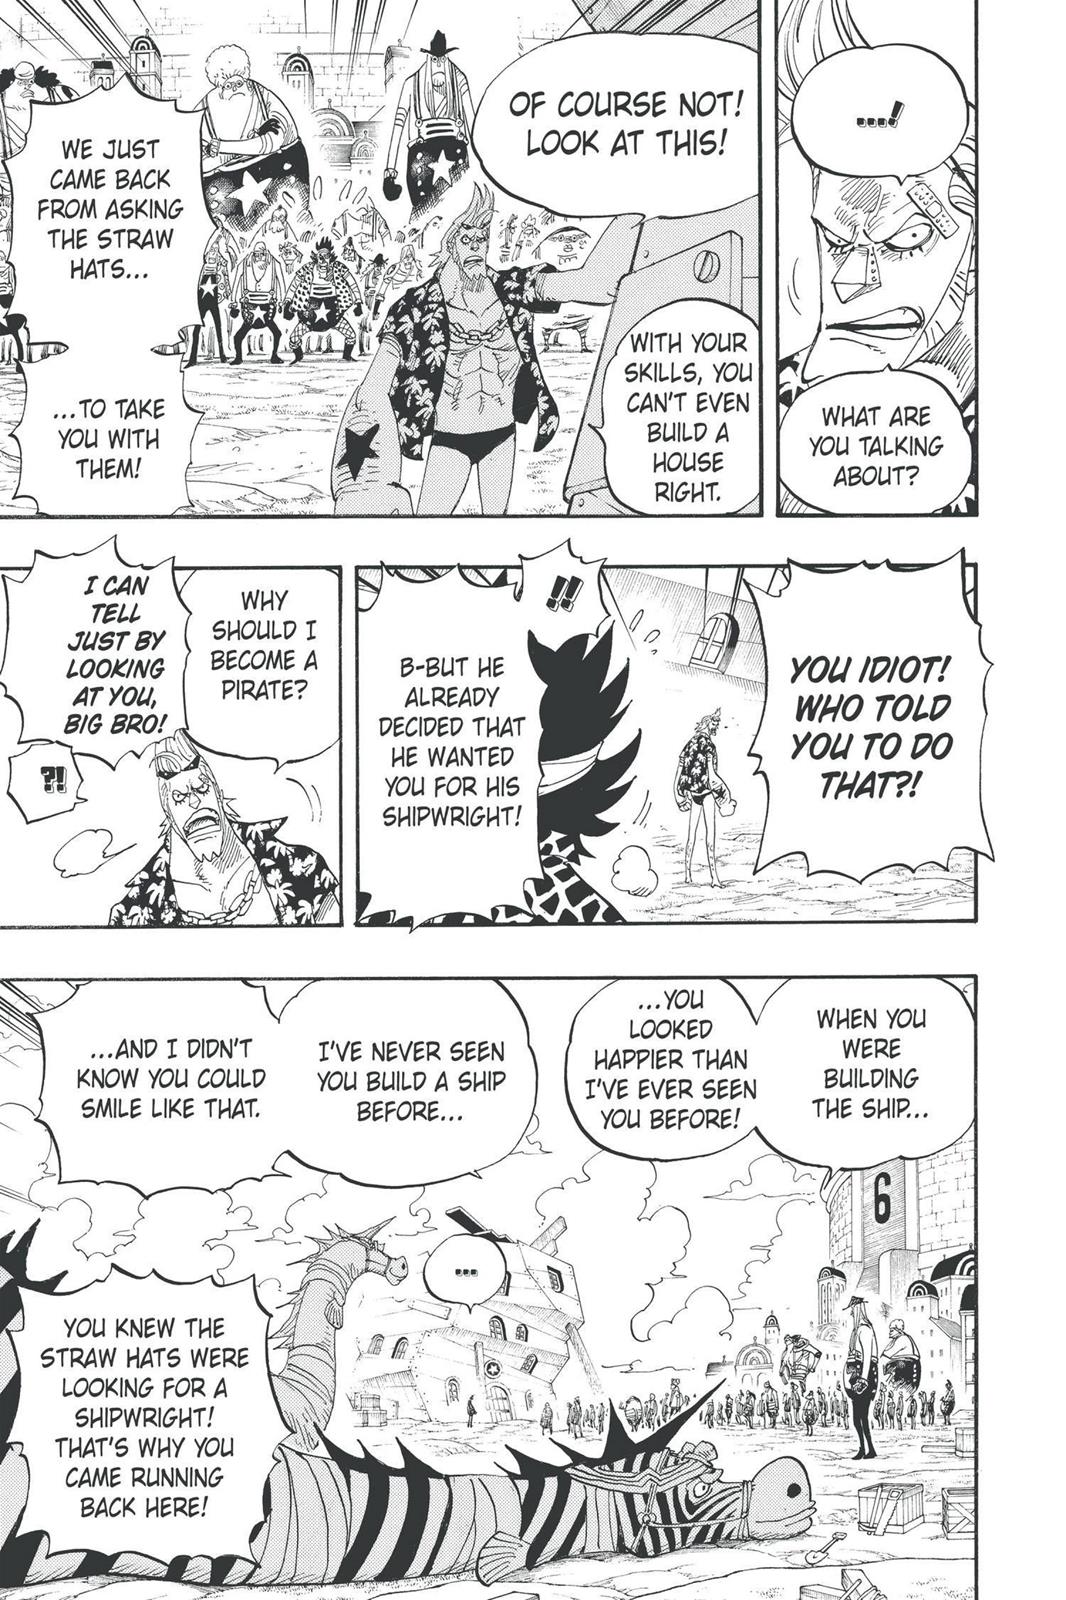 ...!
WHAT ARE
YOU TALKING
ABOUT?
OF COURSE NOT!
LOOK AT THIS!
WITH YOUR
SKILLS, YOU
CAN'T EVEN
BUILD A
HOUSE
RIGHT.
WE JUST
CAME BACK
FROM ASKING
THE STRAW
HATS...
...TO TAKE
YOU WITH
THEM!
YOU IDIOT!
WHO TOLD
YOU TO DO
THAT?!
!!
B-BUT HE
ALREADY
DECIDED THAT
HE WANTED
YOU FOR HIS
SHIPWRIGHT!
WHY
SHOULD I
BECOME A
PIRATE?
I CAN
TELL
JUST BY
LOOKING
AT YOU,
BIG BRO!
?!
WHEN YOU
WERE
BUILDING
THE SHIP...
...YOU
LOOKED
HAPPIER THAN
I'VE EVER SEEN
YOU BEFORE!
I'VE NEVER SEEN
YOU BUILD A SHIP
BEFORE...
...AND I DIDN'T
KNOW YOU COULD
SMILE LIKE THAT.
6
...
YOU KNEW THE
STRAW HATS WERE
LOOKING FOR A
SHIPWRIGHT!
THAT'S WHY YOU
CAME RUNNING
BACK HERE!